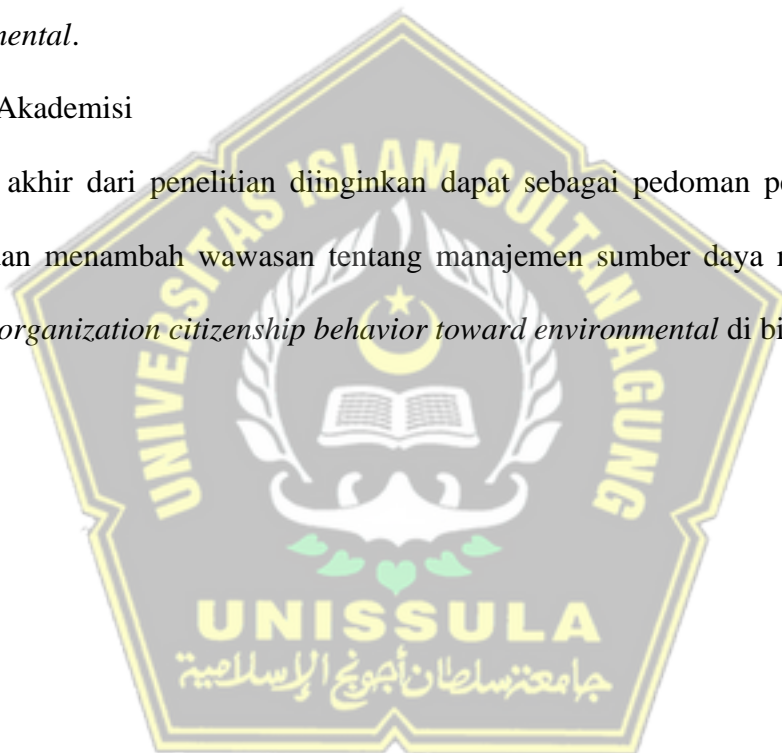 mental.
Akademisi
akhir dari penelitian diinginkan dapat sebagai pedoman pe
an menambah wawasan tentang manajemen sumber daya
organization citizenship behavior toward environmental di bi
UNIVERSITAS ISLAM SULTAN AGUNG
UNISSULA
جامعة سلطان أجونج الإسلامية